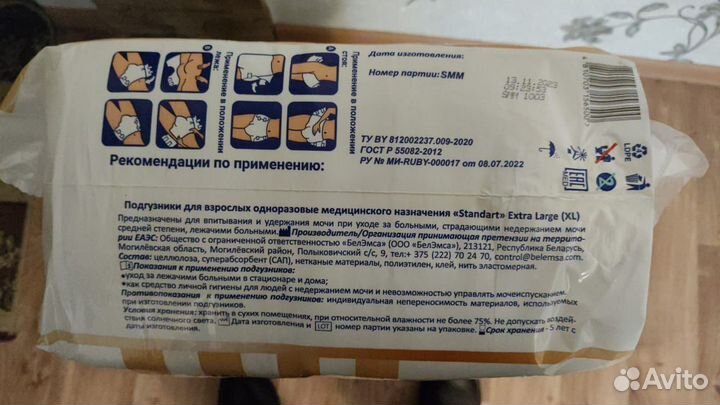 Дата изготовления:
Номер партии: SMM
13 11 2023
SMM 1003
Применение в положении
стоя:
Применение в положении
лежа:
ТУ BY 812002237.009-2020
ГОСТ Р 55082-2012
РУ № МИ-RUBY-000017 от 08.07.2022
LDPE
EAC
MED
Рекомендации по применению:
Подгузники для взрослых одноразовые медицинского назначения «Standart» Extra Large (XL)
Предназначены для впитывания и удержания мочи при уходе за больными, страдающими недержанием мочи
средней степени, лежачими больными. Производитель/Организация принимающая претензии на террито-
рии ЕАЭС: Общество с ограниченной ответственностью «БелЭмса» (ООО «БелЭмса»), 213121, Республика Беларусь,
Могилёвская область, Могилёвский район, Полыковичский с/с, 9, тел:+ 375 (222) 70 24 70, control@belemsa.com
Состав: целлюлоза, суперабсорбент (САП), нетканые материалы, полиэтилен, клей, нить эластомерная.
Показания к применению подгузников:
•уход за лежачими больными в стационаре и дома;
•как средство личной гигиены для людей с недержанием мочи и невозможностью управлять мочеиспусканием.
Противопоказания к применению подгузников: индивидуальная непереносимость материалов, используемых
при изготовлении подгузников.
Условия хранения: хранить в сухих помещениях, при относительной влажности не более 75%. Не допускать воздей-
ствия солнечного света. Дата изготовления и LOT номер партии указаны на упаковке. Срок хранения - 5 лет с
Avito